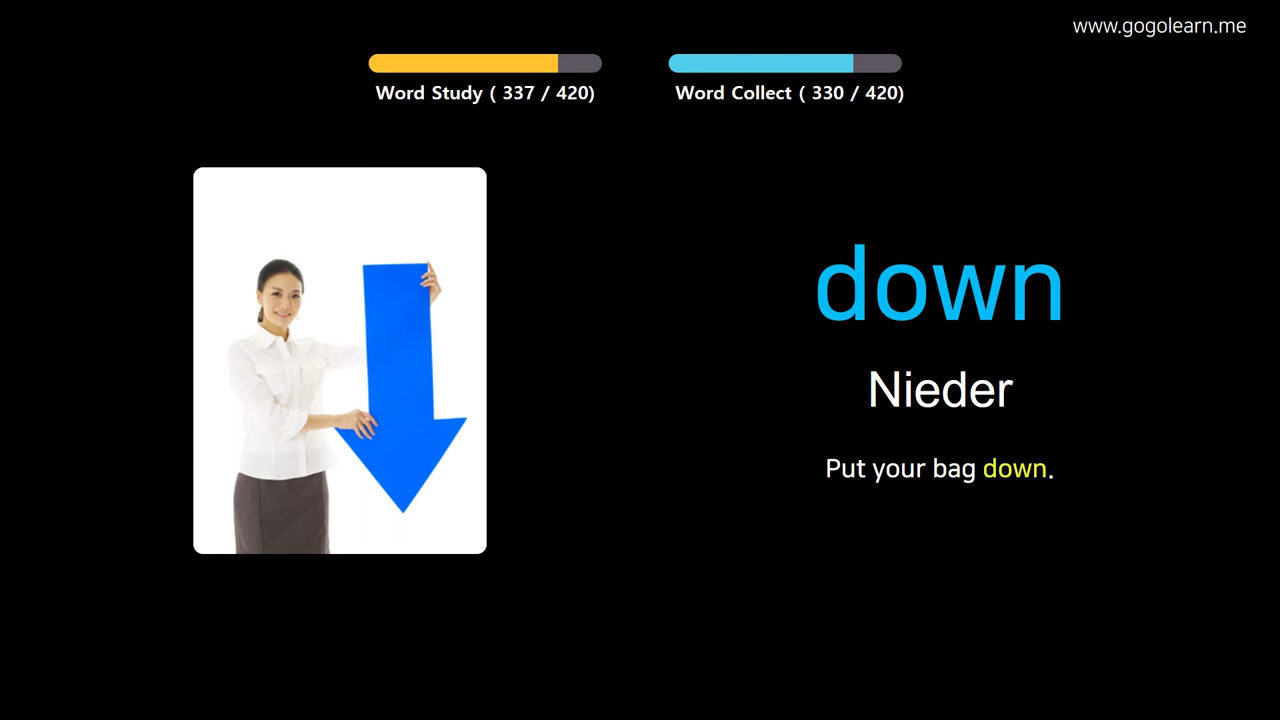 www.gogolearn.me
Word Study ( 337 / 420)
Word Collect ( 330 / 420)
down
Nieder
Put your bag down.